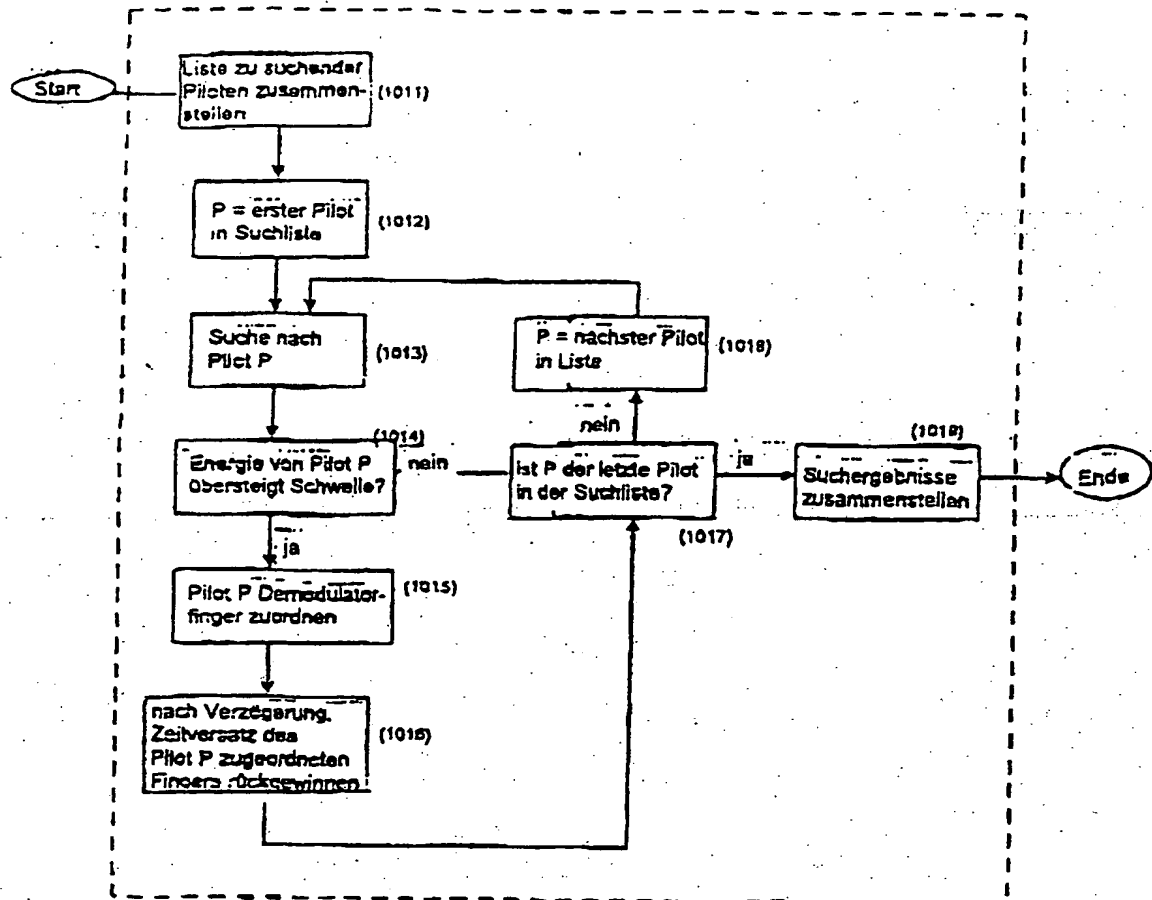 Start
Liste zu suchender
Piloten zusammen-
stellen
(1011)
P = erster Pilot
in Suchliste
(1012)
Suche nach
Pilot P
(1013)
P = nächster Pilot
in Liste
(1018)
nein
(1014)
Energie von Pilot P
übersteigt Schwelle?
nein
ist P der letzte Pilot
in der Suchliste?
(1017)
ja
(1019)
Suchergebnisse
zusammenstellen
Ende
ja
Pilot P Demodulator-
finger zuordnen
(1015)
nach Verzögerung,
Zeitversatz des
Pilot P zugeordneten
Fingers rückgewinnen
(1016)